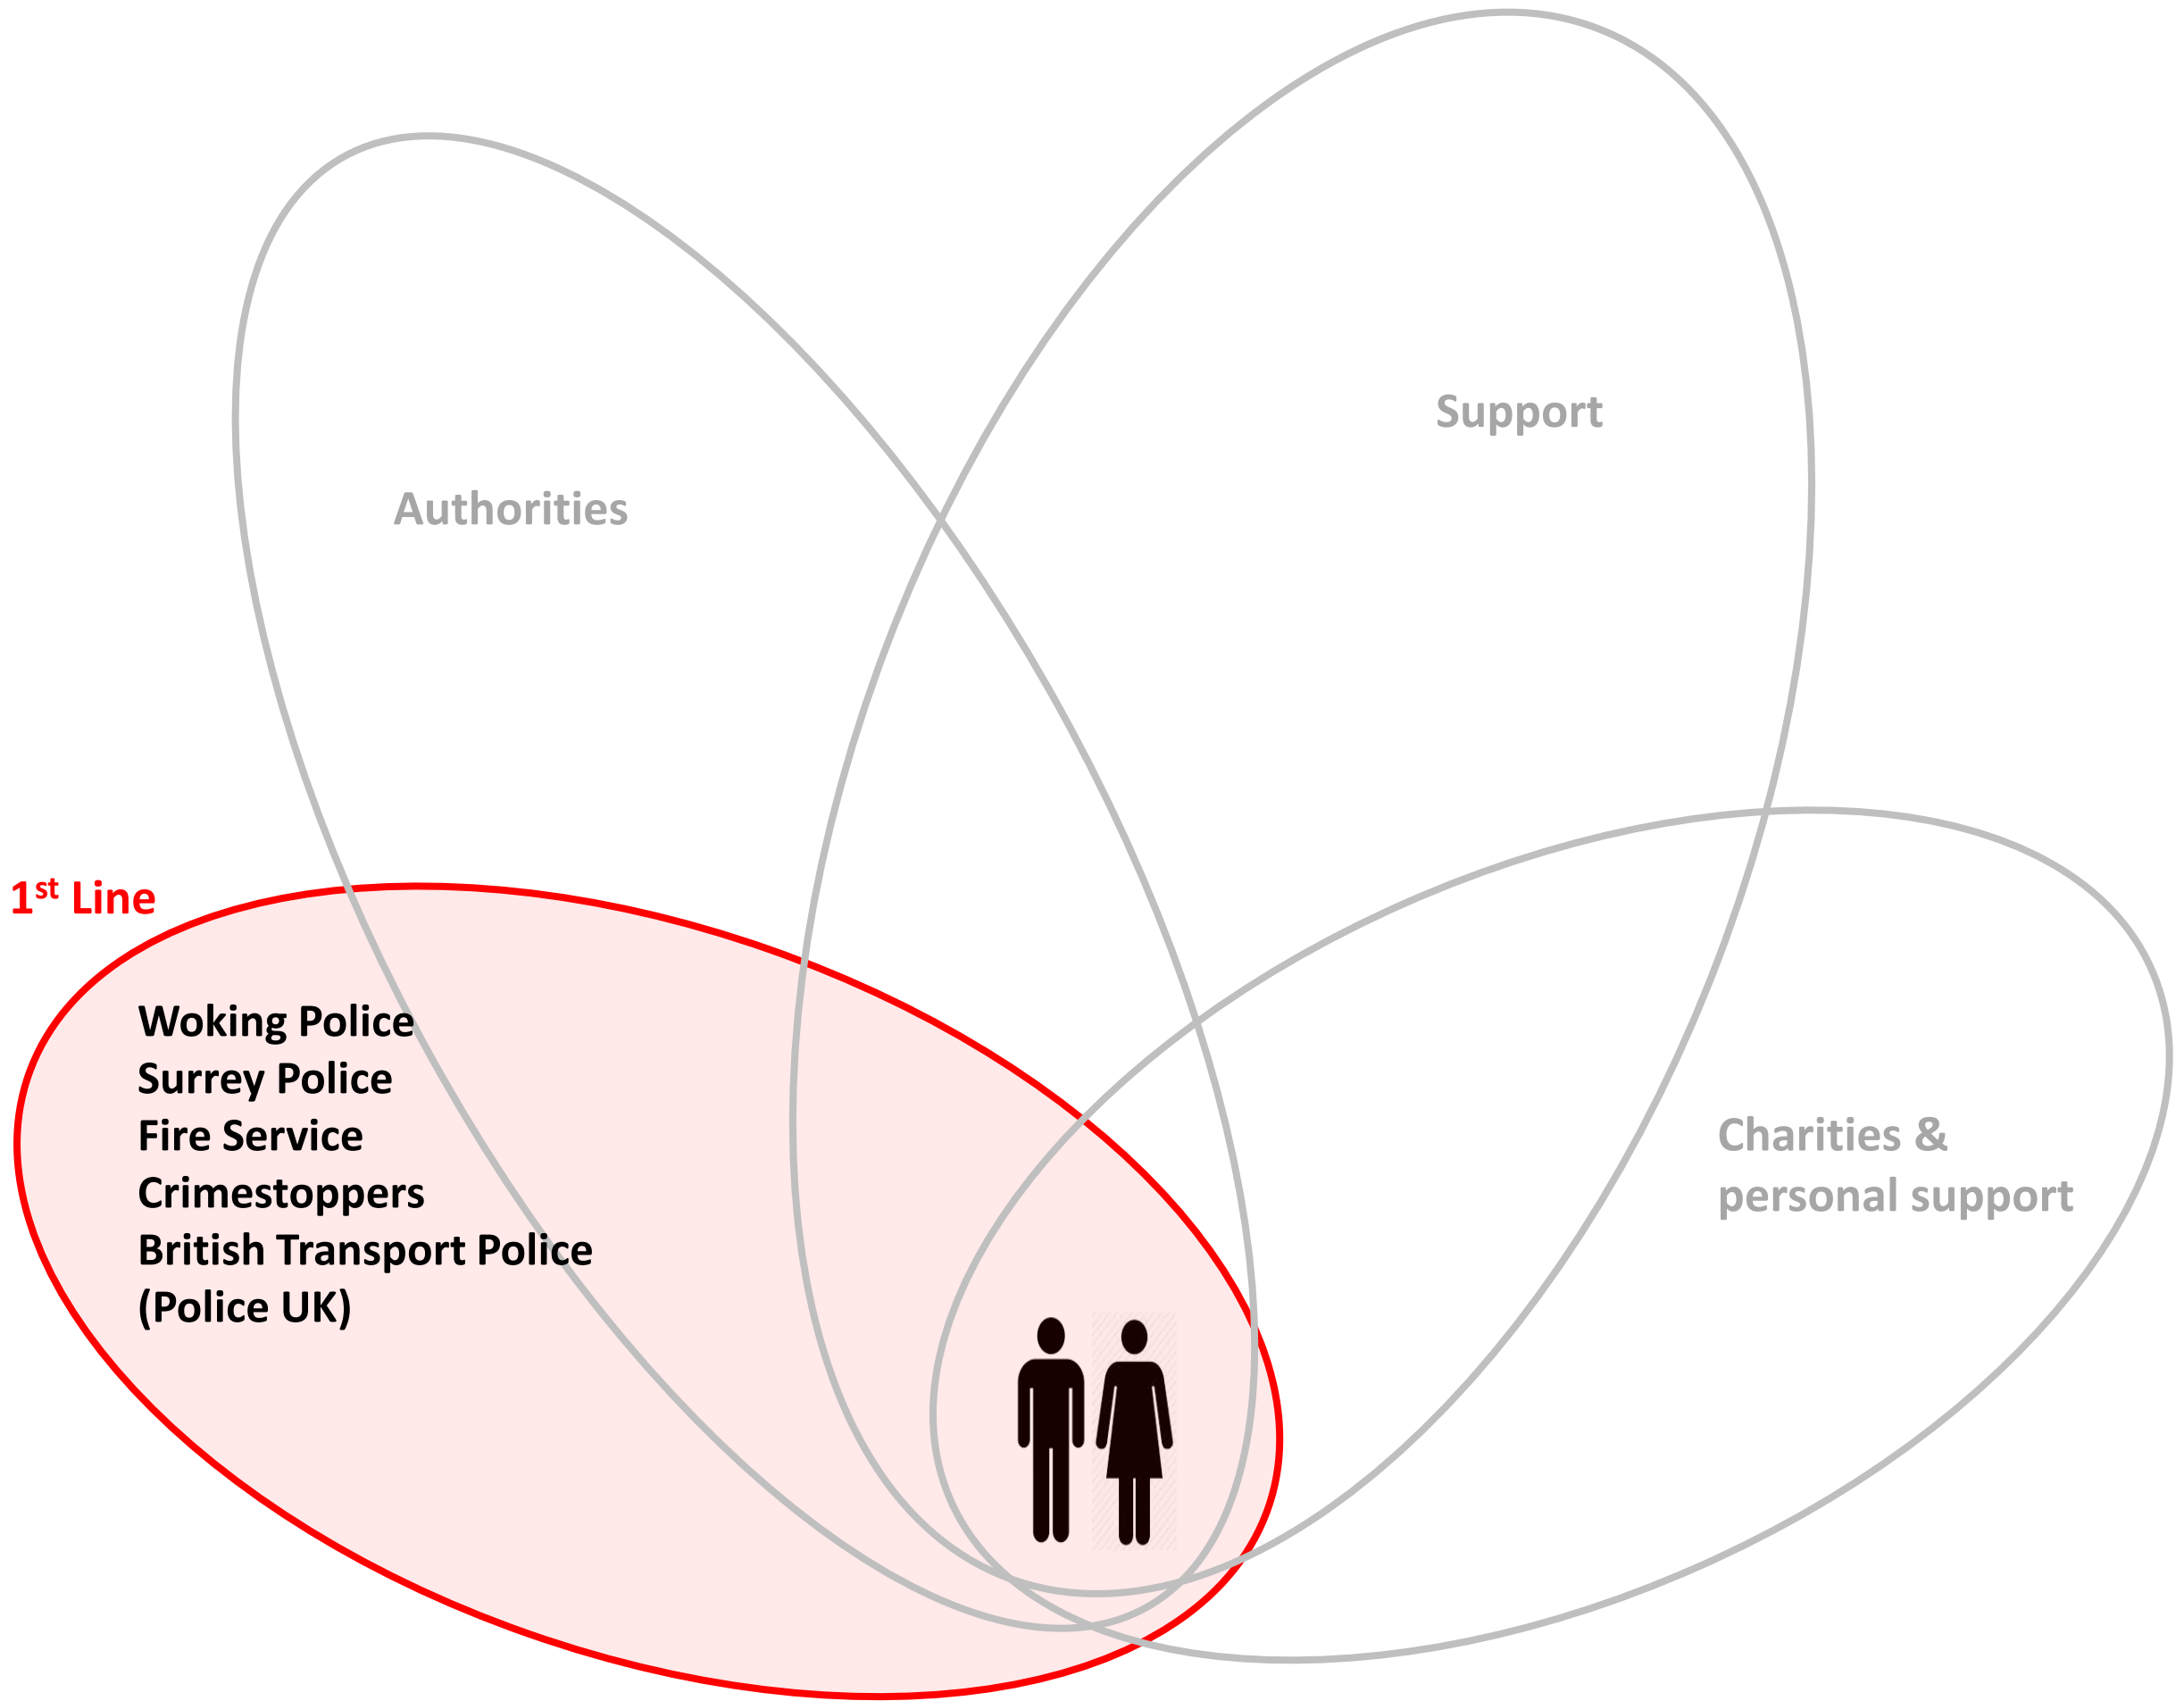 Support
Authorities
1st Line
Woking Police
Surrey Police
Fire Service
Crimestoppers
British Transport Police
(Police UK)
Charities &
personal support